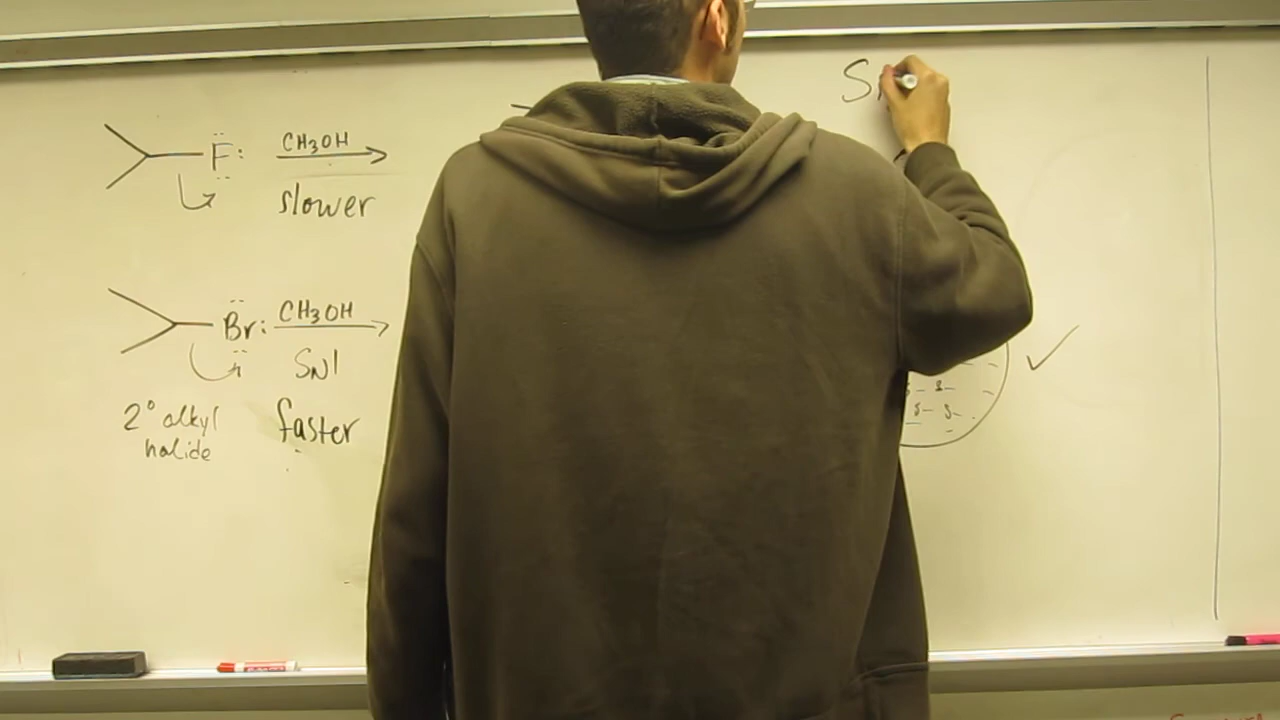 F:
CH3OH
slower
Br:
CH3OH
SN1
faster
2° alkyl
halide
S